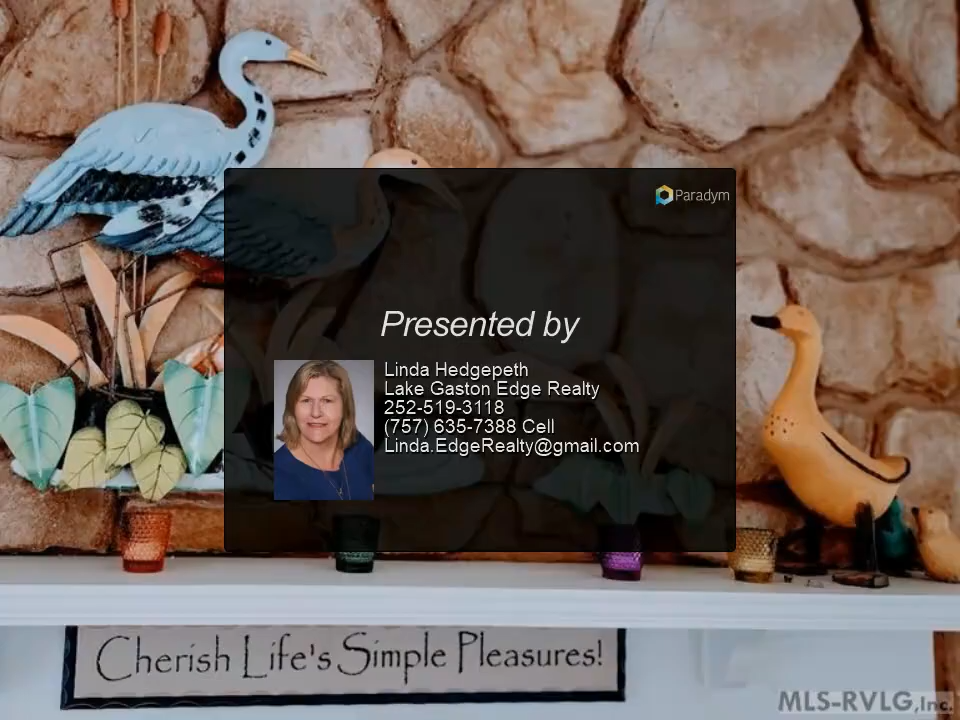 Paradym
Presented by
Linda Hedgepeth
Lake Gaston Edge Realty
252-519-3118
(757) 635-7388 Cell
Linda.EdgeRealty@gmail.com
Cherish Life's Simple Pleasures!
MLS-RVLG,Inc.